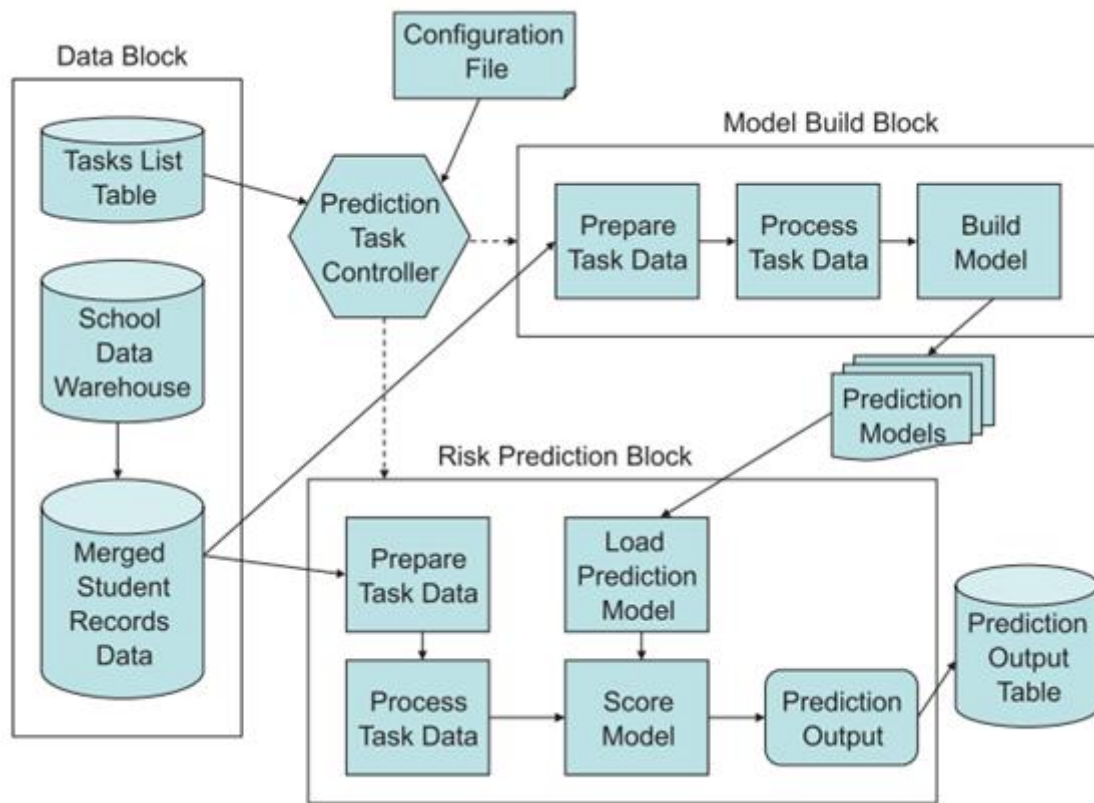 Data Block
Tasks List
Table
School
Data
Warehouse
Merged
Student
Records
Data
Configuration
File
Prediction
Task
Controller
Model Build Block
Prepare
Task Data
Process
Task Data
Build
Model
Prediction
Models
Risk Prediction Block
Prepare
Task Data
Load
Prediction
Model
Process
Task Data
Score
Model
Prediction
Output
Prediction
Output
Table